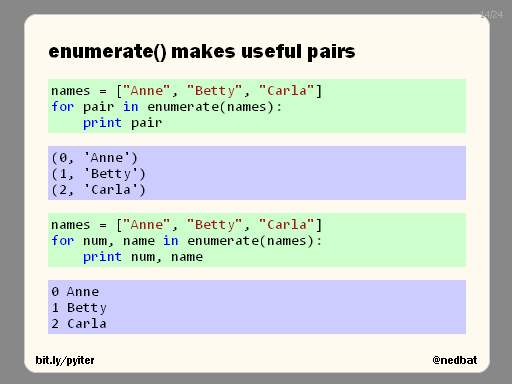 14/24
enumerate() makes useful pairs
names = ["Anne", "Betty", "Carla"]
for pair in enumerate(names):
    print pair
(0, 'Anne')
(1, 'Betty')
(2, 'Carla')
names = ["Anne", "Betty", "Carla"]
for num, name in enumerate(names):
    print num, name
0 Anne
1 Betty
2 Carla
bit.ly/pyiter
@nedbat